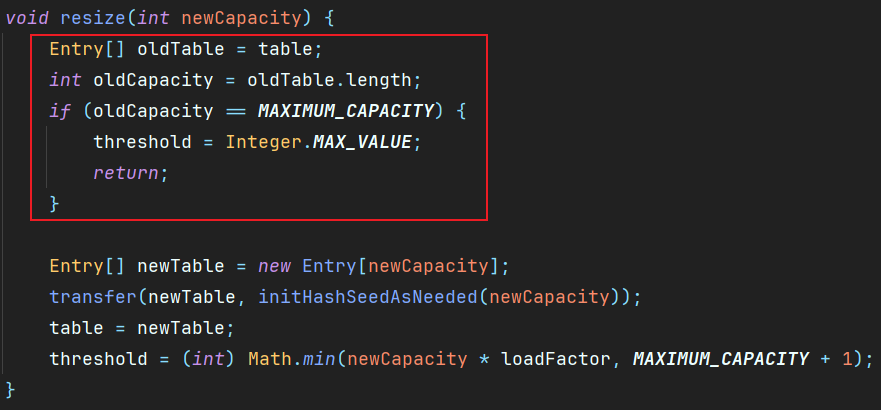 void resize(int newCapacity) {
    Entry[] oldTable = table;
    int oldCapacity = oldTable.length;
    if (oldCapacity == MAXIMUM_CAPACITY) {
        threshold = Integer.MAX_VALUE;
        return;
    }
    Entry[] newTable = new Entry[newCapacity];
    transfer(newTable, initHashSeedAsNeeded(newCapacity));
    table = newTable;
    threshold = (int) Math.min(newCapacity * loadFactor, MAXIMUM_CAPACITY + 1);
}